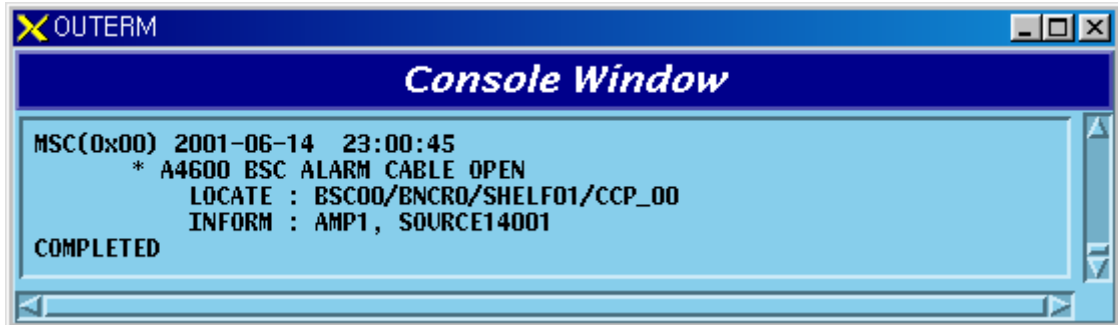 OUTERM
Console Window
MSC(0x00) 2001-06-14 23:00:45
* A4600 BSC ALARM CABLE OPEN
LOCATE : BSC00/BNCR0/SHELF01/CCP_00
INFORM : AMP1, SOURCE14001
COMPLETED